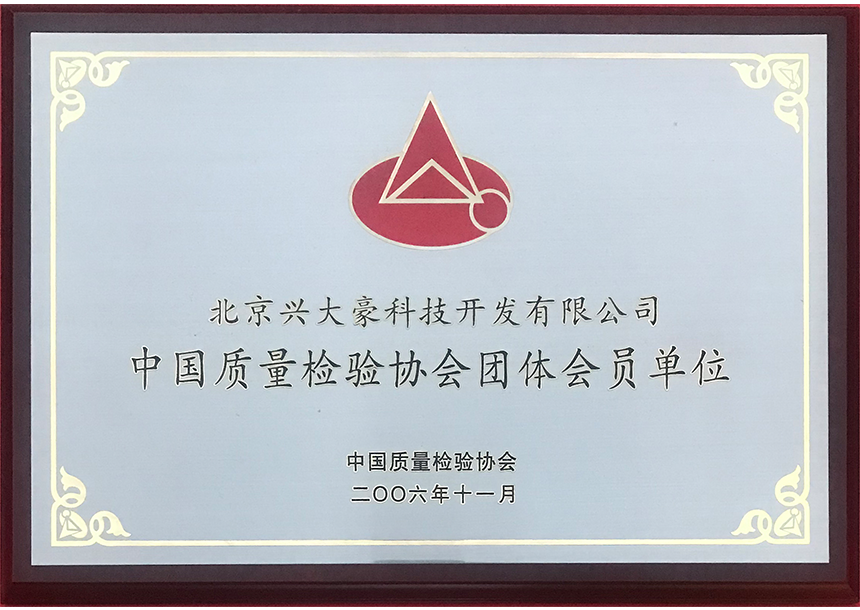 北京兴大豪科技开发有限公司
中国质量检验协会团体会员单位
中国质量检验协会
二〇〇六年十一月